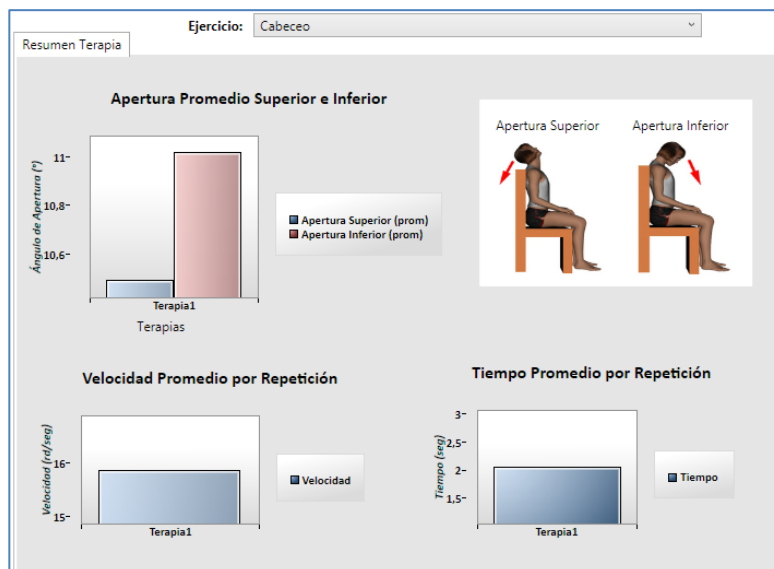 Ejercicio: Cabeceo
Resumen Terapia
Apertura Promedio Superior e Inferior
Ángulo de Apertura (°)
11
10,8
10,6
Terapia1
Terapias
Apertura Superior (prom)
Apertura Inferior (prom)
Apertura Superior Apertura Inferior
Velocidad Promedio por Repetición
Velocidad (rd/seg)
16
15
Terapia1
Velocidad
Tiempo Promedio por Repetición
Tiempo (seg)
3
2,5
2
1,5
Terapia1
Tiempo